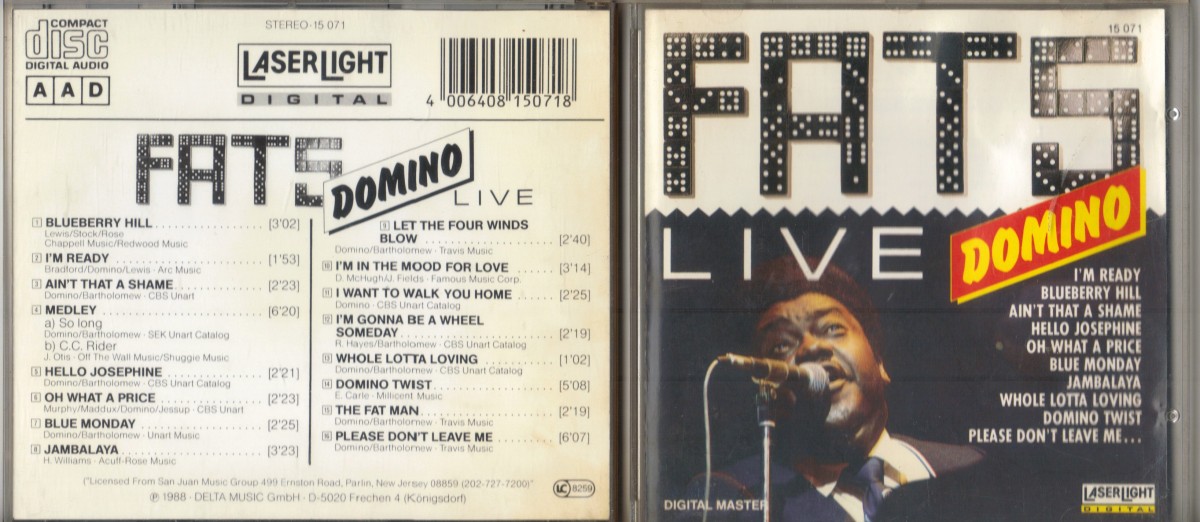 COMPACT
disc
DIGITAL AUDIO
AAD
STEREO·15 071
LASERLIGHT
DIGITAL
4 006408 150718
FATS
DOMINO
LIVE
1 BLUEBERRY HILL [3'02]
Lewis/Stock/Rose
Chappell Music/Redwood Music
2 I'M READY [1'53]
Bradford/Domino/Lewis · Arc Music
3 AIN'T THAT A SHAME [2'23]
Domino/Bartholomew · CBS Unart
4 MEDLEY [6'20]
a) So long
Domino/Bartholomew · SEK Unart Catalog
b) C.C. Rider
J. Otis · Off The Wall Music/Shuggie Music
5 HELLO JOSEPHINE [2'21]
Domino/Bartholomew · CBS Unart Catalog
6 OH WHAT A PRICE [2'23]
Murphy/Maddux/Domino/Jessup · CBS Unart
7 BLUE MONDAY [2'25]
Domino/Bartholomew · Unart Music
8 JAMBALAYA [3'23]
H. Williams · Acuff-Rose Music
9 LET THE FOUR WINDS
BLOW [2'40]
Domino/Bartholomew · Travis Music
10 I'M IN THE MOOD FOR LOVE [3'14]
D. McHugh/J. Fields · Famous Music Corp.
11 I WANT TO WALK YOU HOME [2'25]
Domino · CBS Unart Catalog
12 I'M GONNA BE A WHEEL
SOMEDAY [2'19]
R. Hayes/Bartholomew · CBS Unart Catalog
13 WHOLE LOTTA LOVING [1'02]
Domino/Bartholomew · CBS Unart Catalog
14 DOMINO TWIST [5'08]
E. Carle · Millicent Music
15 THE FAT MAN [2'19]
Domino/Bartholomew · Travis Music
16 PLEASE DON'T LEAVE ME [6'07]
Domino/Bartholomew · Travis Music
("Licensed From San Juan Music Group 499 Ernston Road, Parlin, New Jersey 08859 (202-727-7200)"
℗ 1988 · DELTA MUSIC GmbH · D-5020 Frechen 4 (Königsdorf)
LC 8259
15 071
FATS
LIVE
DOMINO
I'M READY
BLUEBERRY HILL
AIN'T THAT A SHAME
HELLO JOSEPHINE
OH WHAT A PRICE
BLUE MONDAY
JAMBALAYA
WHOLE LOTTA LOVING
DOMINO TWIST
PLEASE DON'T LEAVE ME...
DIGITAL MASTER
LASERLIGHT
DIGITAL